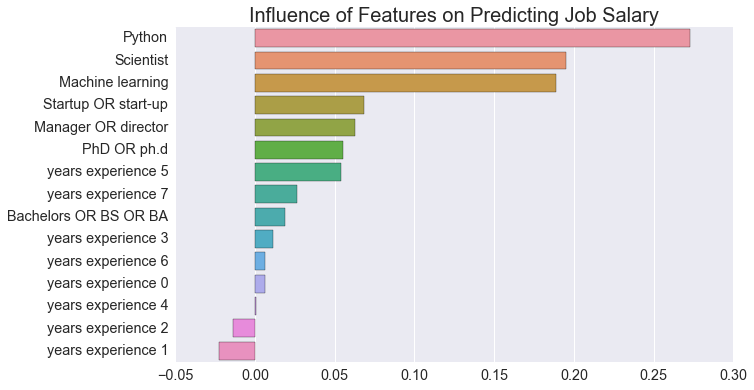 Influence of Features on Predicting Job Salary
Python
Scientist
Machine learning
Startup OR start-up
Manager OR director
PhD OR ph.d
years experience 5
years experience 7
Bachelors OR BS OR BA
years experience 3
years experience 6
years experience 0
years experience 4
years experience 2
years experience 1
−0.05 0.00 0.05 0.10 0.15 0.20 0.25 0.30